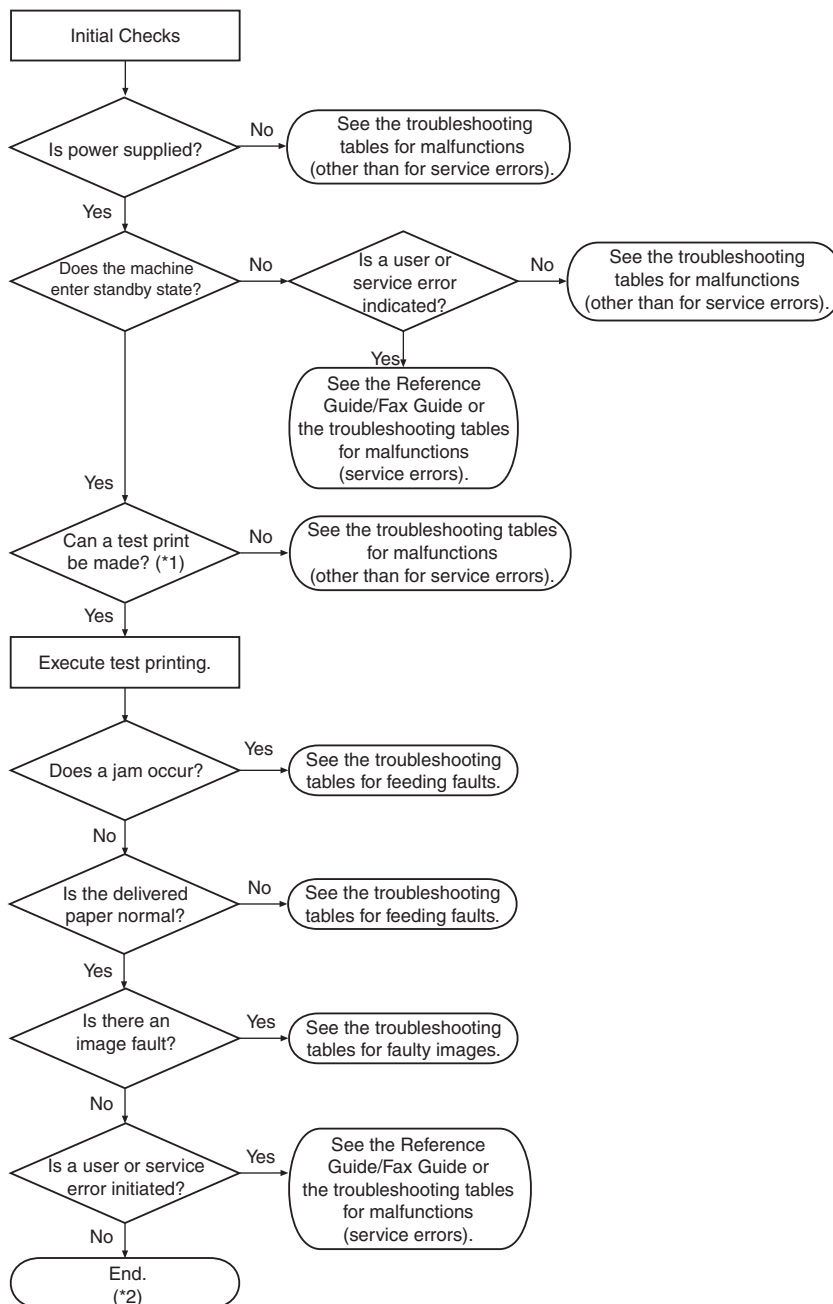 Initial Checks
Is power supplied?
No
See the troubleshooting
tables for malfunctions
(other than for service errors).
Yes
Does the machine
enter standby state?
No
Is a user or
service error
indicated?
No
See the troubleshooting
tables for malfunctions
(other than for service errors).
Yes
See the Reference
Guide/Fax Guide or
the troubleshooting tables
for malfunctions
(service errors).
Yes
Can a test print
be made? (*1)
No
See the troubleshooting tables
for malfunctions
(other than for service errors).
Yes
Execute test printing.
Does a jam occur?
Yes
See the troubleshooting
tables for feeding faults.
No
Is the delivered
paper normal?
No
See the troubleshooting
tables for feeding faults.
Yes
Is there an
image fault?
Yes
See the troubleshooting
tables for faulty images.
No
Is a user or service
error initiated?
Yes
See the Reference
Guide/Fax Guide or
the troubleshooting tables
for malfunctions
(service errors).
No
End.
(*2)